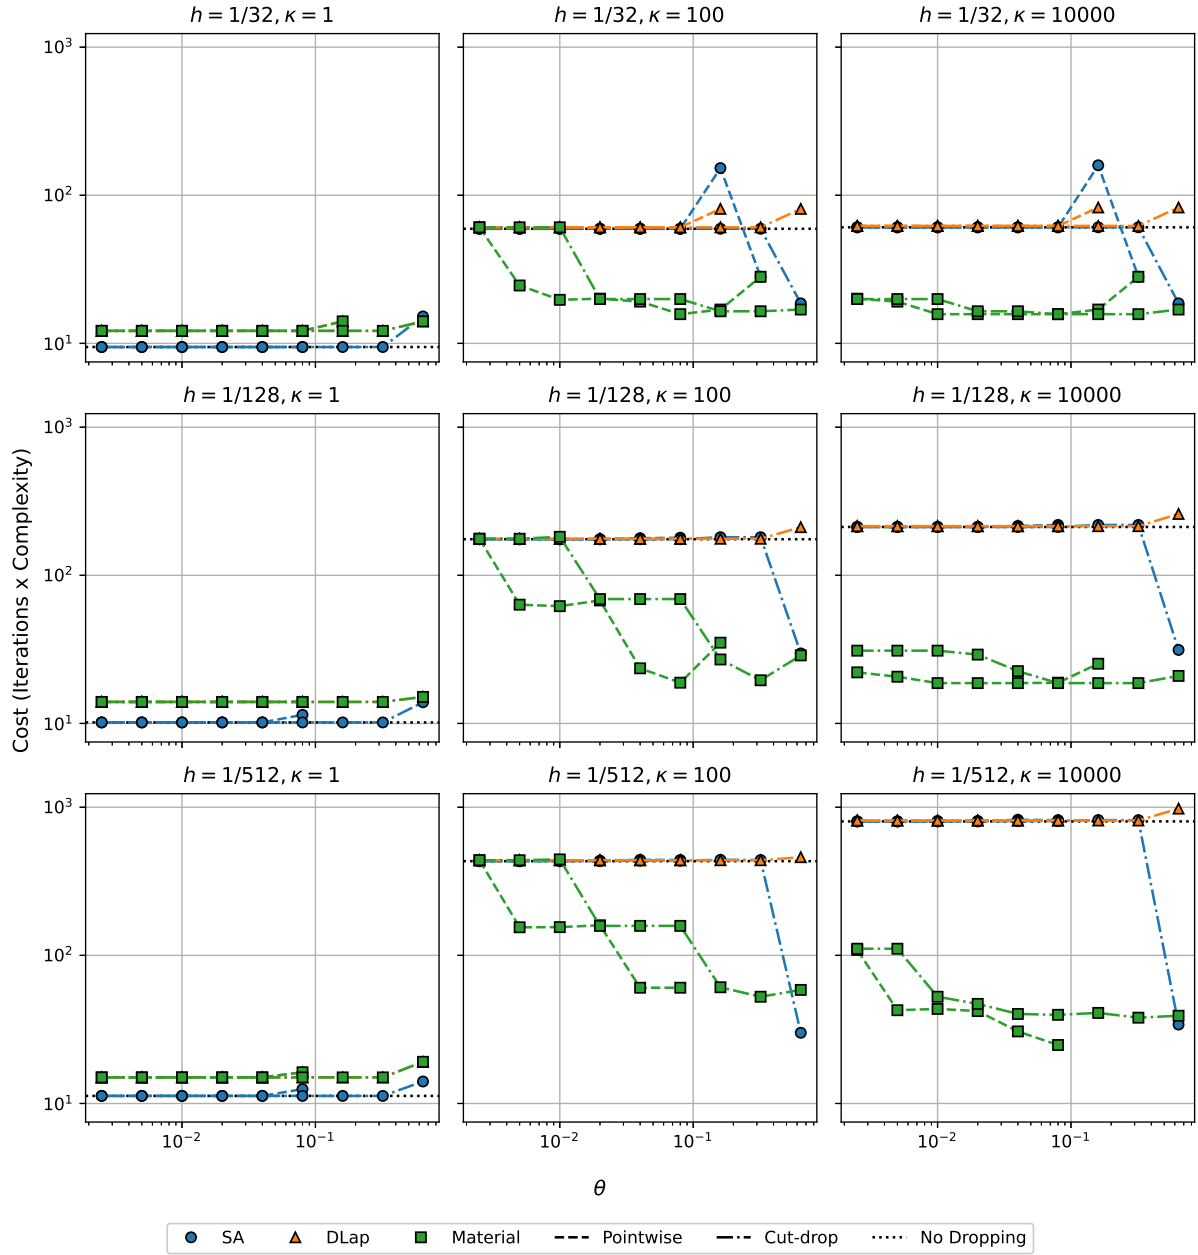 h = 1/32, κ = 1
h = 1/32, κ = 100
h = 1/32, κ = 10000
10³
10²
10¹
h = 1/128, κ = 1
h = 1/128, κ = 100
h = 1/128, κ = 10000
10³
10²
10¹
Cost (Iterations x Complexity)
h = 1/512, κ = 1
h = 1/512, κ = 100
h = 1/512, κ = 10000
10³
10²
10¹
10⁻² 10⁻¹ 10⁻² 10⁻¹ 10⁻² 10⁻¹
θ
SA DLap Material Pointwise Cut-drop No Dropping